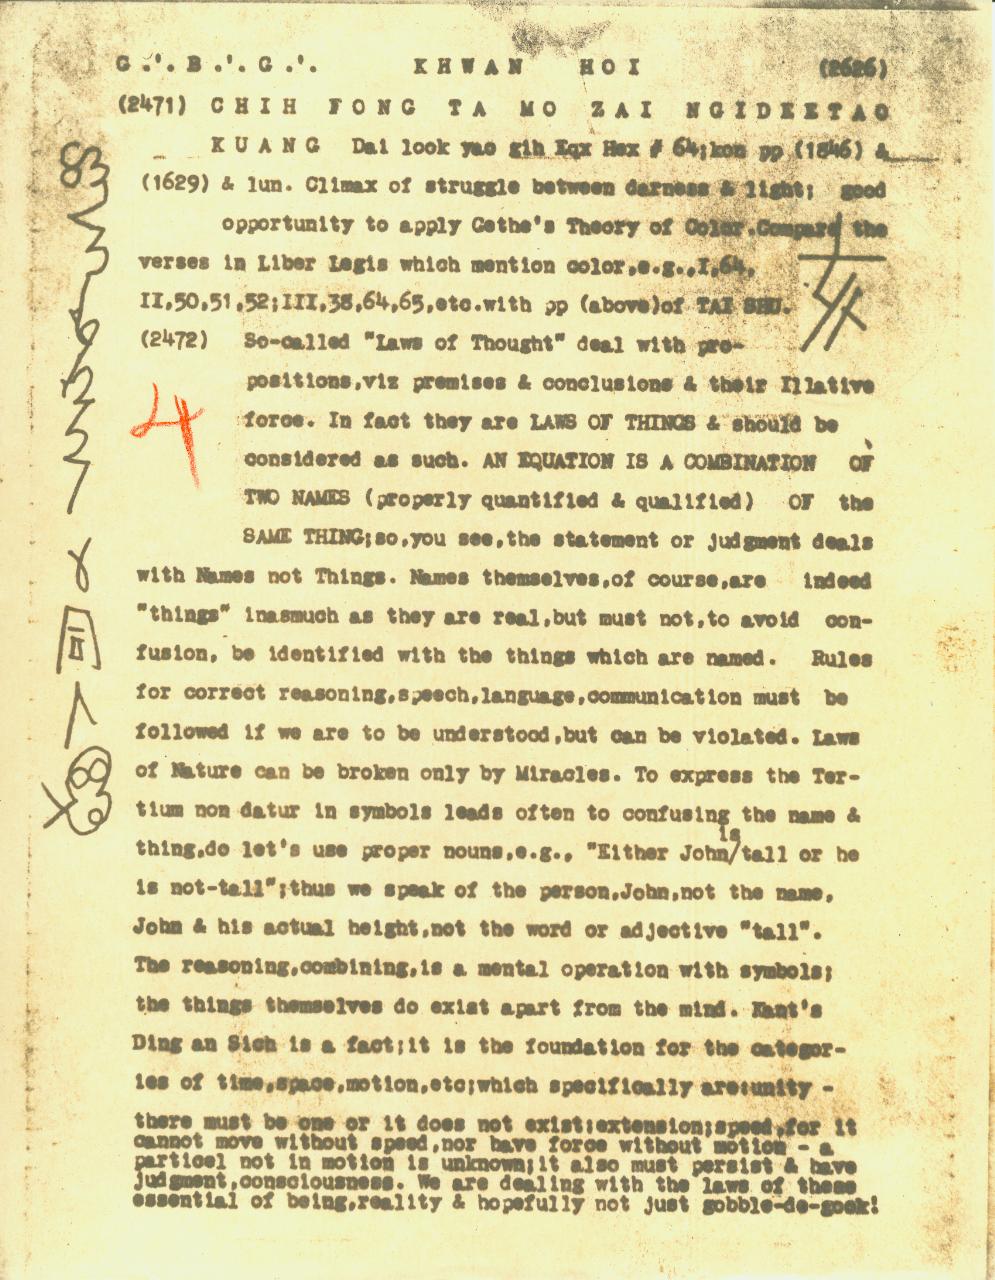 G.'. B.'. G.'. KHWAN HOI (2626)
(2471) CHIH FONG TA MO ZAI NGIDEETAO
KUANG Dai look yao gih Eqx Hex # 64;kon pp (1846) &
(1629) & lun. Climax of struggle between darness & light; good
opportunity to apply Gethe's Theory of Color.Compare the
verses in Liber Legis which mention color,e.g.,I,64,
II,50,51,52;III,38,64,65,etc.with pp (above)of TAI SHU.
(2472) So-called "Laws of Thought" deal with pro-
positions,viz premises & conclusions & their Illative
4
force. In fact they are LAWS OF THINGS & should be
considered as such. AN EQUATION IS A COMBINATION OF
TWO NAMES (properly quantified & qualified) OF the
SAME THING;so,you see,the statement or judgment deals
with Names not Things. Names themselves,of course,are indeed
"things" inasmuch as they are real,but must not,to avoid con-
fusion, be identified with the things which are named. Rules
for correct reasoning,speech,language,communication must be
followed if we are to be understood,but can be violated. Laws
of Nature can be broken only by Miracles. To express the Ter-
tium non datur in symbols leads often to confusing the name &
thing,do let's use proper nouns,e.g., "Either John/is tall or he
is not-tall";thus we speak of the person,John,not the name,
John & his actual height,not the word or adjective "tall".
The reasoning,combining,is a mental operation with symbols;
the things themselves do exist apart from the mind. Kant's
Ding an Sich is a fact;it is the foundation for the categor-
ies of time,space,motion,etc;which specifically are:unity -
there must be one or it does not exist;extension;speed,for it
cannot move without speed,nor have force without motion - a
particel not in motion is unknown;it also must persist & have
judgment,consciousness. We are dealing with the laws of these
essential of being,reality & hopefully not just gobble-de-gook!